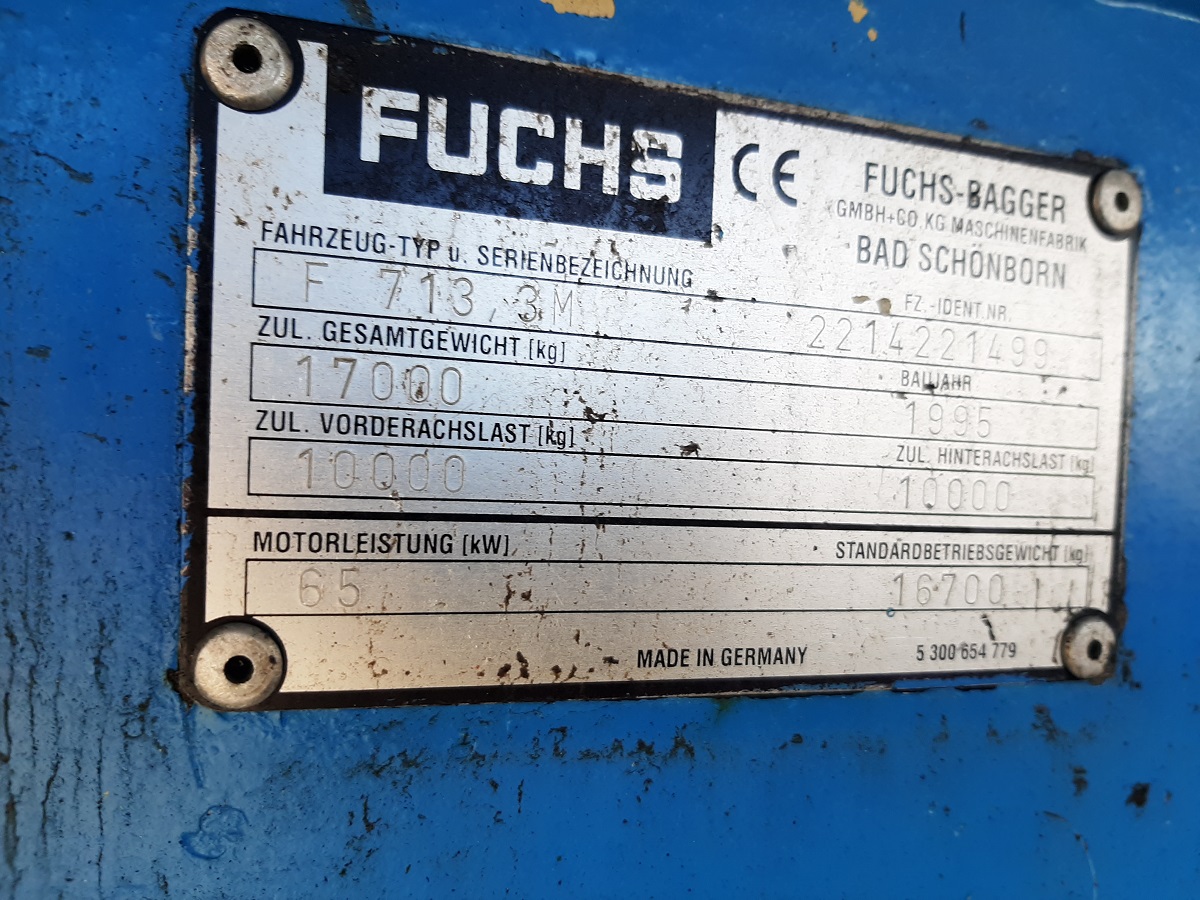 FUCHS
CE
FUCHS-BAGGER
GMBH+CO.KG MASCHINENFABRIK
BAD SCHÖNBORN
FAHRZEUG-TYP u. SERIENBEZEICHNUNG
FZ.-IDENT.NR.
F 713,3M
2214221499
ZUL. GESAMTGEWICHT [kg]
BAUJAHR
17000
1995
ZUL. VORDERACHSLAST [kg]
ZUL. HINTERACHSLAST [kg]
10000
10000
MOTORLEISTUNG [kW]
STANDARDBETRIEBSGEWICHT [kg]
65
16700
MADE IN GERMANY
5 300 654 779